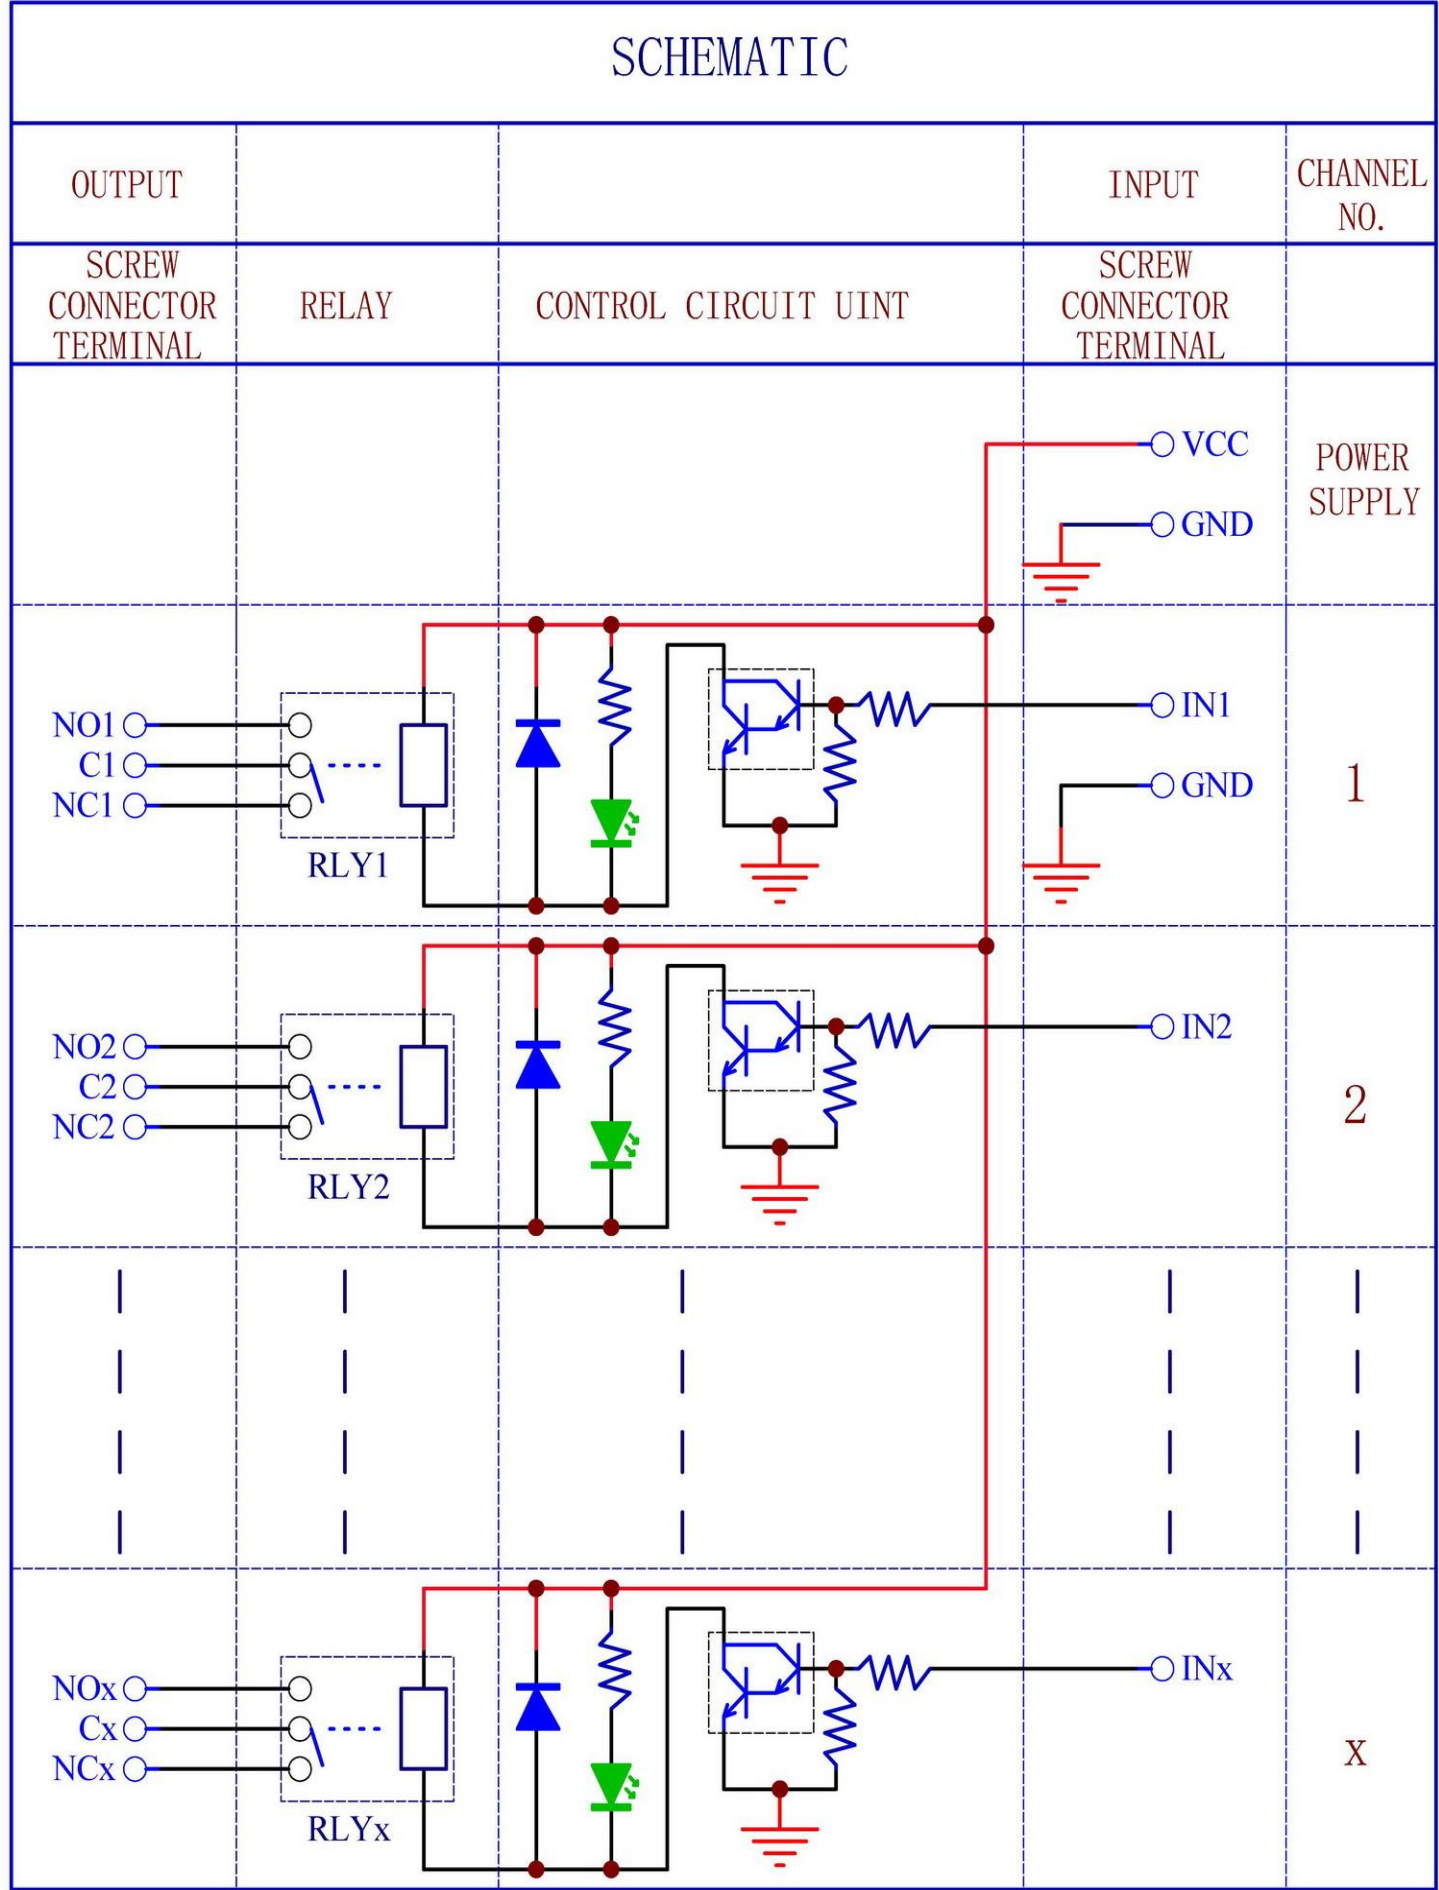 SCHEMATIC
OUTPUT
INPUT
CHANNEL
NO.
SCREW
CONNECTOR
TERMINAL
RELAY
CONTROL CIRCUIT UINT
SCREW
CONNECTOR
TERMINAL
VCC
GND
POWER
SUPPLY
NO1
C1
NC1
RLY1
IN1
GND
1
NO2
C2
NC2
RLY2
IN2
2
NOx
Cx
NCx
RLYx
INx
x